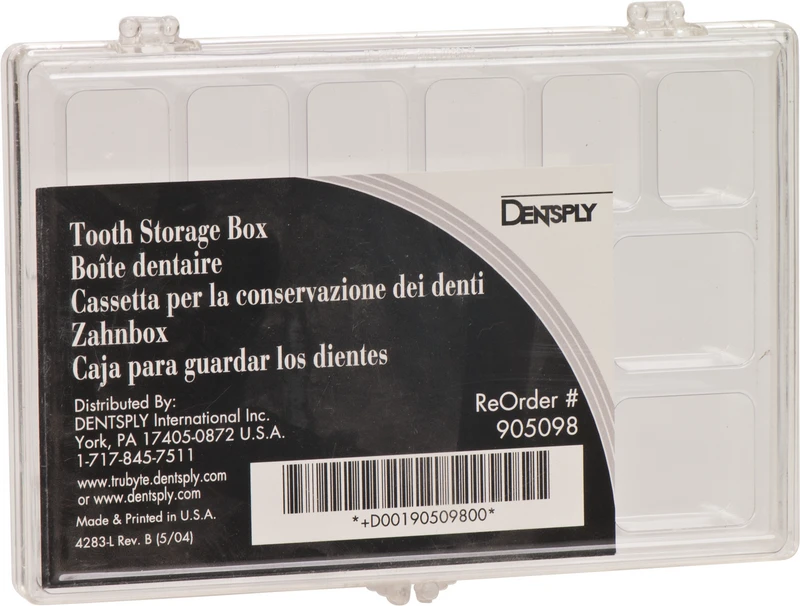 DENTSPLY
Tooth Storage Box
Boîte dentaire
Cassetta per la conservazione dei denti
Zahnbox
Caja para guardar los dientes
Distributed By:
DENTSPLY International Inc.
York, PA 17405-0872 U.S.A.
1-717-845-7511
www.trubyte.dentsply.com
or www.dentsply.com
Made & Printed in U.S.A.
4283-L Rev. B (5/04)
ReOrder #
905098
*+D00190509800*